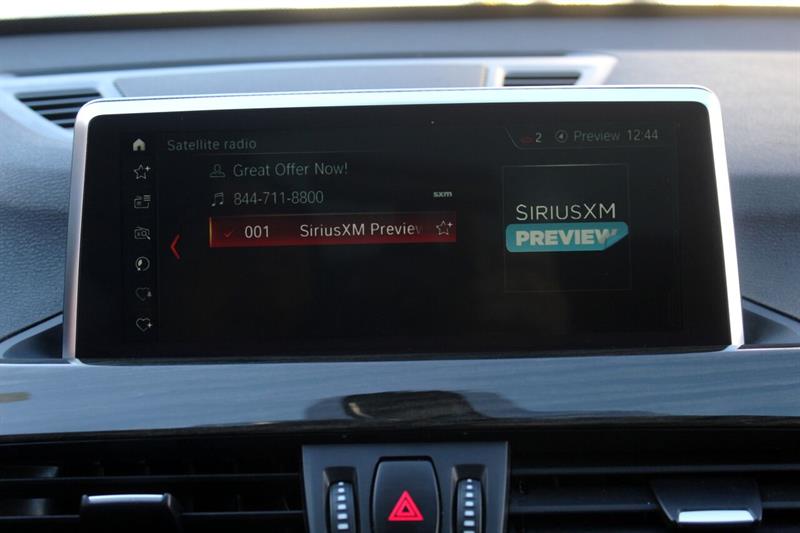 Satellite radio
2 Preview 12:44
Great Offer Now!
844-711-8800 sxm
001 SiriusXM Preview
SIRIUSXM
PREVIEW